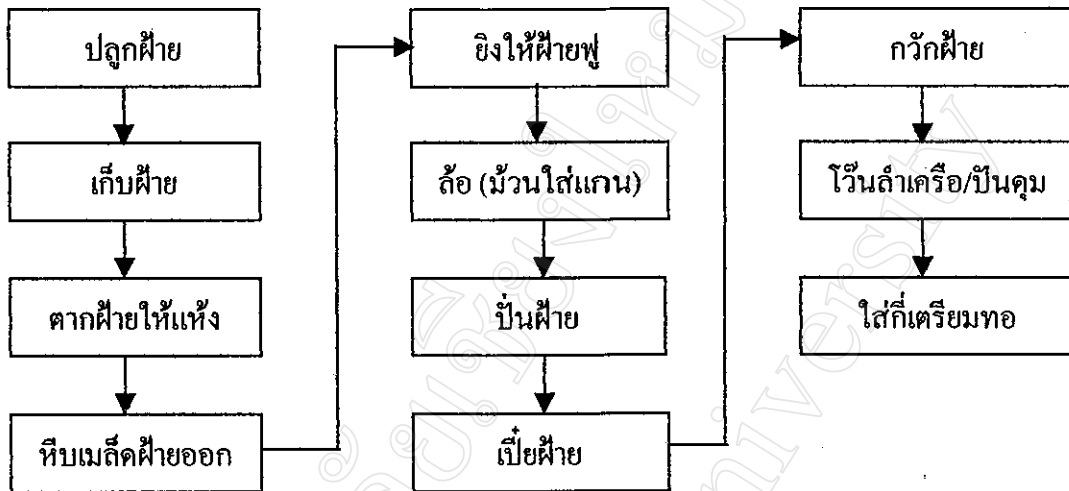 ปลูกฝ้าย
เก็บฝ้าย
ตากฝ้ายให้แห้ง
หีบเมล็ดฝ้ายออก
ยิงให้ฝ้ายฟู
ล้อ (ม้วนใส่แกน)
ปั่นฝ้าย
เปี๋ยฝ้าย
กวักฝ้าย
โว๊นลำเครือ/ปันดุม
ใส่กี่เตรียมทอ